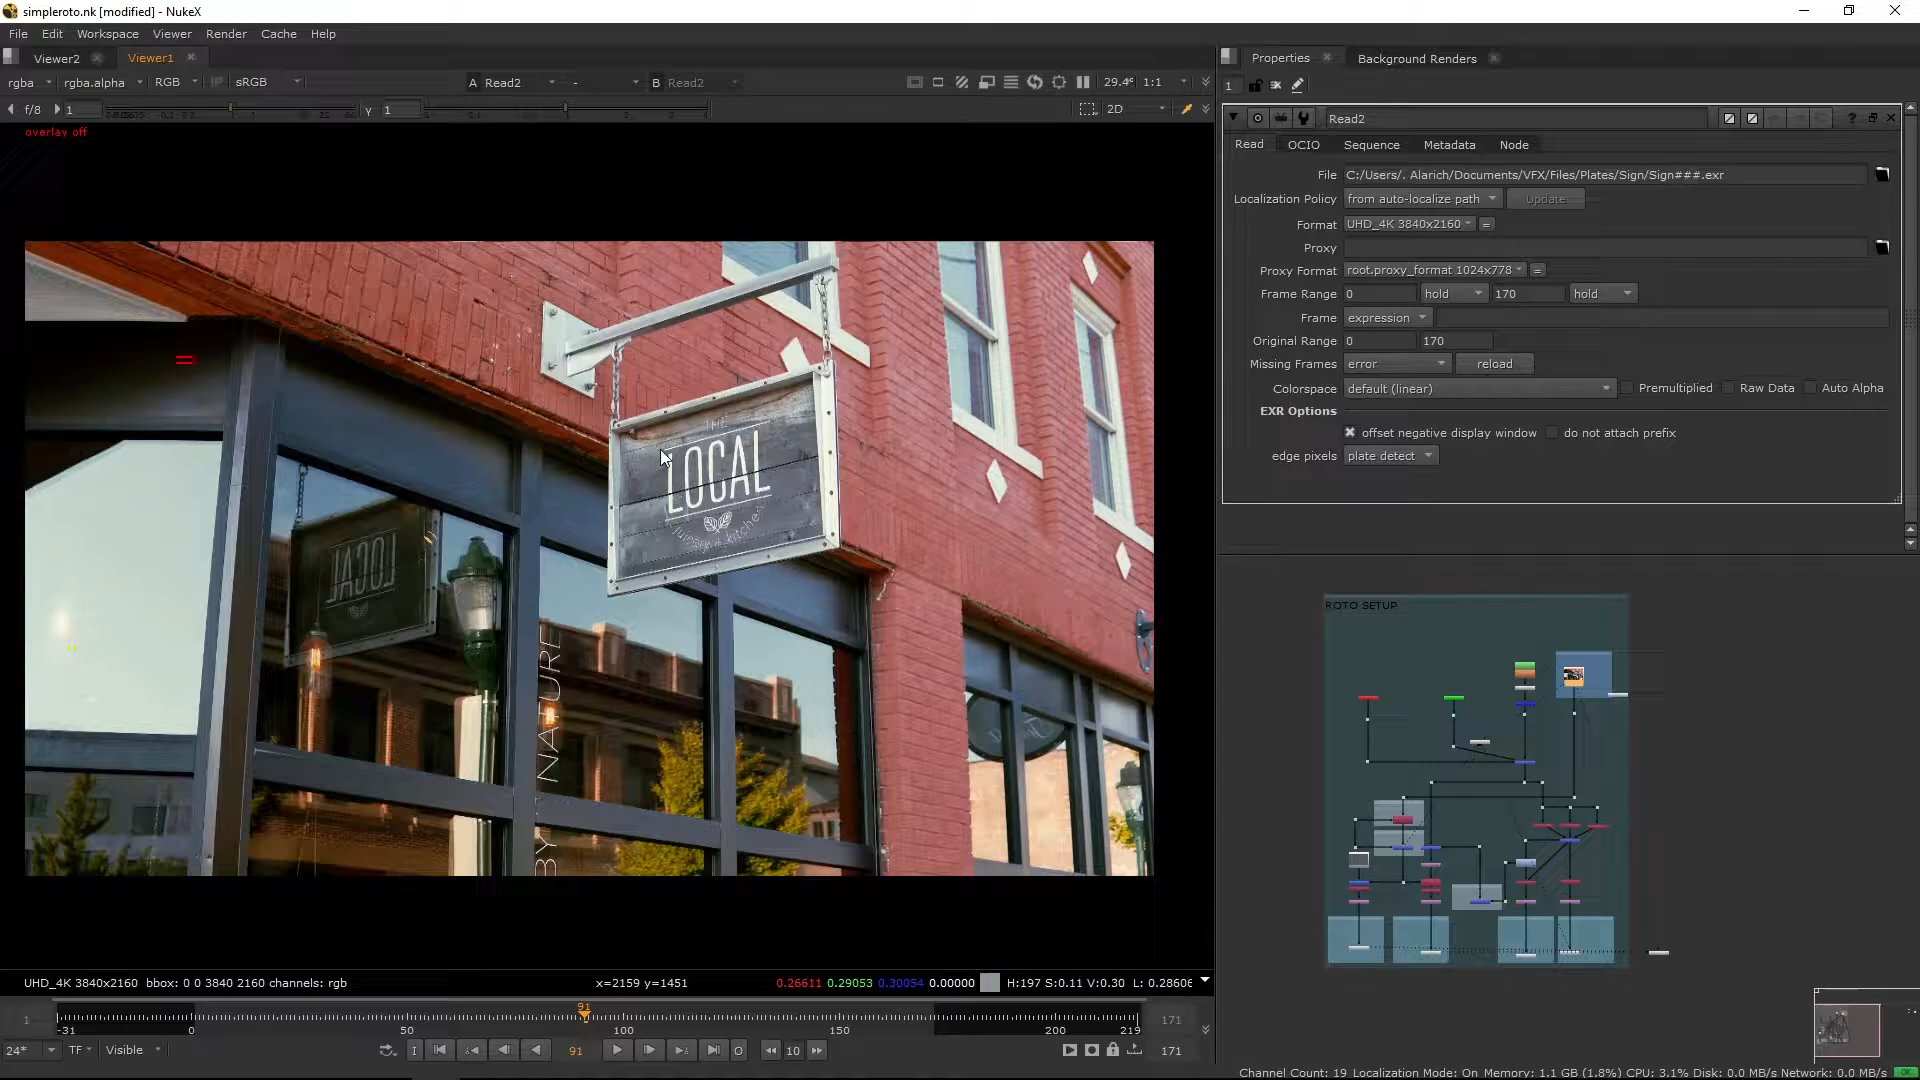 simpleroto.nk [modified] - NukeX
File Edit Workspace Viewer Render Cache Help
Viewer2 Viewer1
rgba rgba.alpha RGB IP sRGB A Read2 - B Read2 1:1
f/8 1 γ 1 2D
overlay off
THE
LOCAL
kitchen
LOCAL
BY NATURE
UHD_4K 3840x2160 bbox: 0 0 3840 2160 channels: rgb x=2159 y=1451 0.26611 0.29053 0.30054 0.00000 H:197 S:0.11 V:0.30 L: 0.28606
91
1 171
-31 0 50 100 150 200 219
24* TF Visible I 91 O 10 171
Properties Background Renders
1
Read2
Read OCIO Sequence Metadata Node
File C:/Users/. Alarich/Documents/VFX/Files/Plates/Sign/Sign###.exr
Localization Policy from auto-localize path Update
Format UHD_4K 3840x2160 =
Proxy
Proxy Format root.proxy_format 1024x778 =
Frame Range 0 hold 170 hold
Frame expression
Original Range 0 170
Missing Frames error reload
Colorspace default (linear) Premultiplied Raw Data Auto Alpha
EXR Options
offset negative display window do not attach prefix
edge pixels plate detect
ROTO SETUP
Channel Count: 19 Localization Mode: On Memory: 1.1 GB (1.8%) CPU: 3.1% Disk: 0.0 MB/s Network: 0.0 MB/s